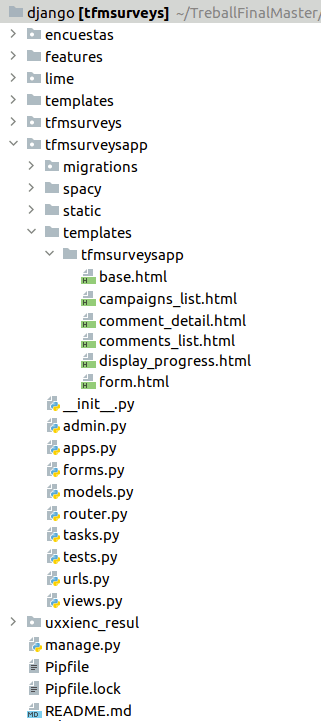 django [tfmsurveys] ~/TreballFinalMaster/
encuestas
features
lime
templates
tfmsurveys
tfmsurveysapp
migrations
spacy
static
templates
tfmsurveysapp
base.html
campaigns_list.html
comment_detail.html
comments_list.html
display_progress.html
form.html
__init__.py
admin.py
apps.py
forms.py
models.py
router.py
tasks.py
tests.py
urls.py
views.py
uxxienc_resul
manage.py
Pipfile
Pipfile.lock
README.md